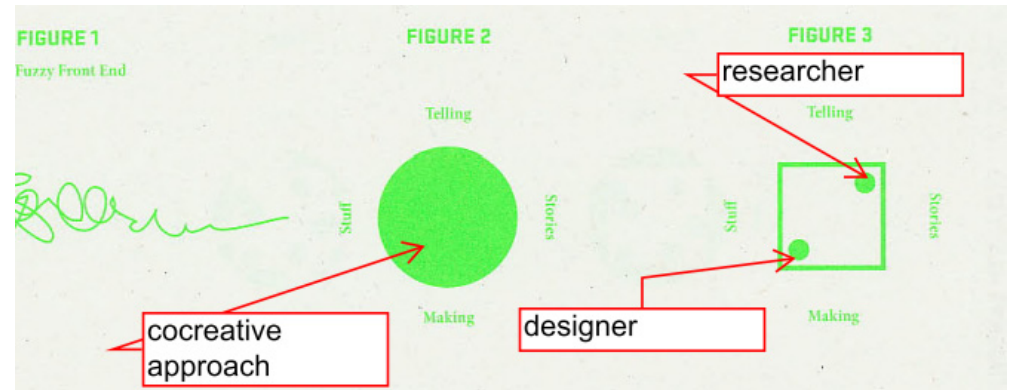 FIGURE 1
Fuzzy Front End
FIGURE 2
Telling
Stuff
Stories
Making
cocreative
approach
FIGURE 3
researcher
Telling
Stuff
Stories
designer
Making